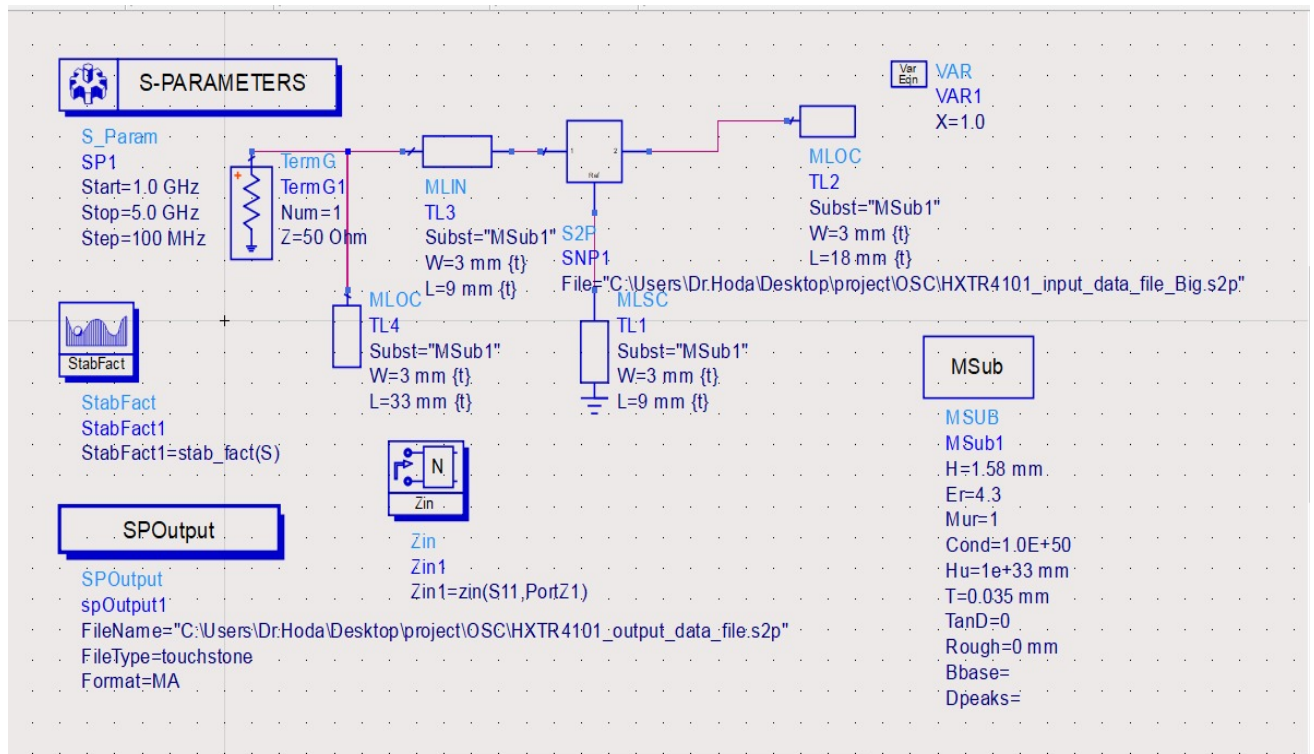 S-PARAMETERS
S_Param
SP1
Start=1.0 GHz
Stop=5.0 GHz
Step=100 MHz
+
TermG
TermG1
Num=1
Z=50 Ohm
MLIN
TL3
Subst="MSub1"
W=3 mm {t}
L=9 mm {t}
1
2
Ref
S2P
SNP1
File="C:\Users\Dr.Hoda\Desktop\project\OSC\HXTR4101_input_data_file_Big.s2p"
MLOC
TL2
Subst="MSub1"
W=3 mm {t}
L=18 mm {t}
Var
Eqn
VAR
VAR1
X=1.0
MLOC
TL4
Subst="MSub1"
W=3 mm {t}
L=33 mm {t}
MLSC
TL1
Subst="MSub1"
W=3 mm {t}
L=9 mm {t}
StabFact
StabFact
StabFact1
StabFact1=stab_fact(S)
N
Zin
Zin
Zin1
Zin1=zin(S11,PortZ1)
MSub
MSUB
MSub1
H=1.58 mm
Er=4.3
Mur=1
Cond=1.0E+50
Hu=1e+33 mm
T=0.035 mm
TanD=0
Rough=0 mm
Bbase=
Dpeaks=
SPOutput
SPOutput
spOutput1
FileName="C:\Users\Dr.Hoda\Desktop\project\OSC\HXTR4101_output_data_file.s2p"
FileType=touchstone
Format=MA